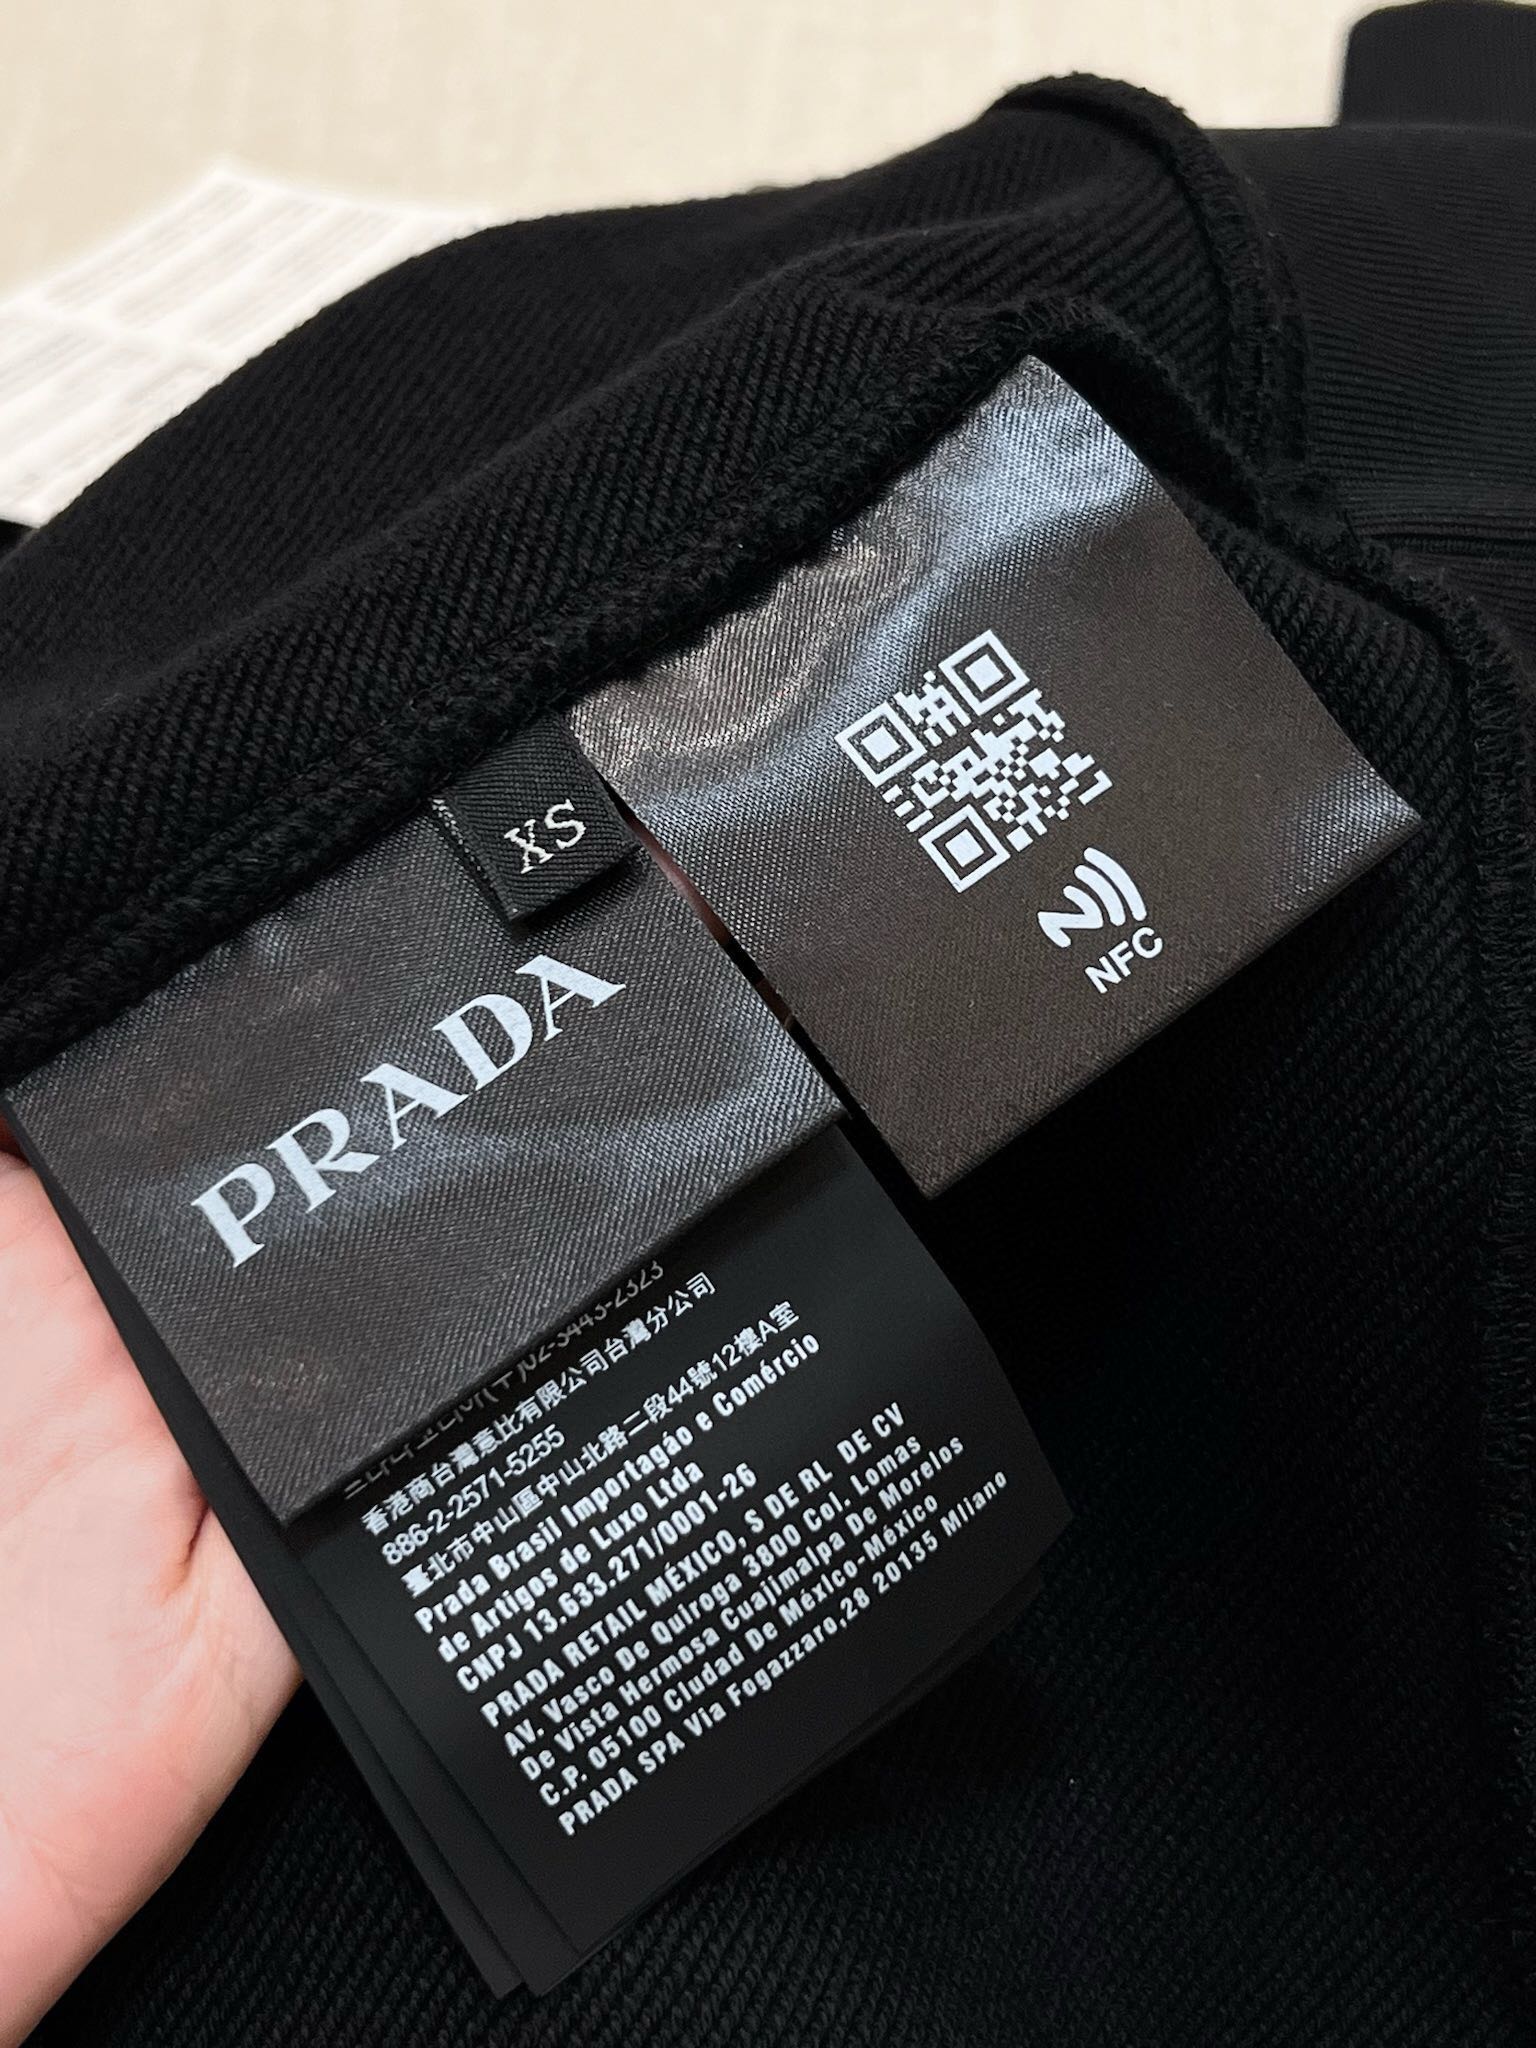 XS
PRADA
NFC
香港商台灣意比有限公司台灣分公司
886-2-2571-5255
臺北市中山區中山北路二段44號12樓A室
Prada Brasil Importagáo e Comércio
de Artigos de Luxo Ltda
CNPJ 13.633.271/0001-26
PRADA RETAIL MÉXICO, S DE RL DE CV
AV. Vasco De Quiroga 3800 Col. Lomas
De Vista Hermosa Cuajimalpa De Morelos
C.P. 05100 Ciudad De México-México
PRADA SPA Via Fogazzaro,28 20135 Milano